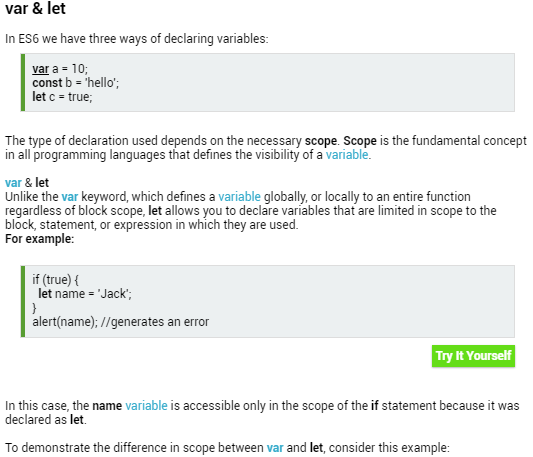 var & let
In ES6 we have three ways of declaring variables:
var a = 10;
const b = 'hello';
let c = true;
The type of declaration used depends on the necessary scope. Scope is the fundamental concept
in all programming languages that defines the visibility of a variable.
var & let
Unlike the var keyword, which defines a variable globally, or locally to an entire function
regardless of block scope, let allows you to declare variables that are limited in scope to the
block, statement, or expression in which they are used.
For example:
if (true) {
let name = 'Jack';
}
alert(name); //generates an error
Try It Yourself
In this case, the name variable is accessible only in the scope of the if statement because it was
declared as let.
To demonstrate the difference in scope between var and let, consider this example: